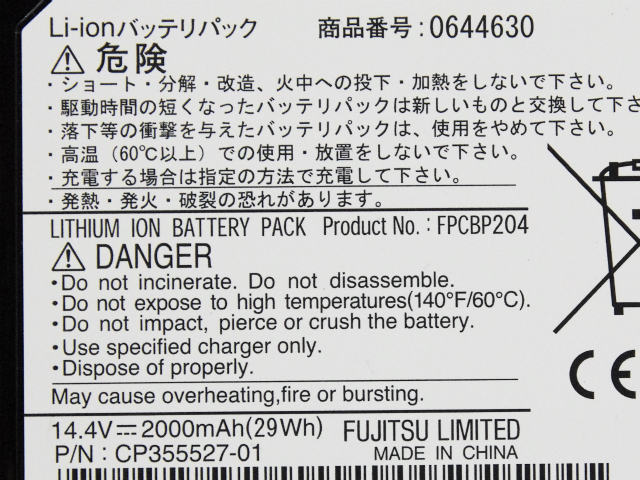 Li-ionバッテリパック 商品番号:0644630
⚠ 危険
・ショート・分解・改造、火中への投下・加熱をしないで下さい。
・駆動時間の短くなったバッテリパックは新しいものと交換して下さ
・落下等の衝撃を与えたバッテリパックは、使用をやめて下さい。
・高温（60℃以上）での使用・放置をしないで下さい。
・充電する場合は指定の方法で充電して下さい。
・発熱・発火・破裂の恐れがあります。
LITHIUM ION BATTERY PACK Product No.: FPCBP204
⚠ DANGER
•Do not incinerate. Do not disassemble.
•Do not expose to high temperatures(140°F/60°C).
•Do not impact, pierce or crush the battery.
•Use specified charger only.
•Dispose of properly.
May cause overheating,fire or bursting.
CE
14.4V⎓2000mAh(29Wh) FUJITSU LIMITED
P/N: CP355527-01 MADE IN CHINA